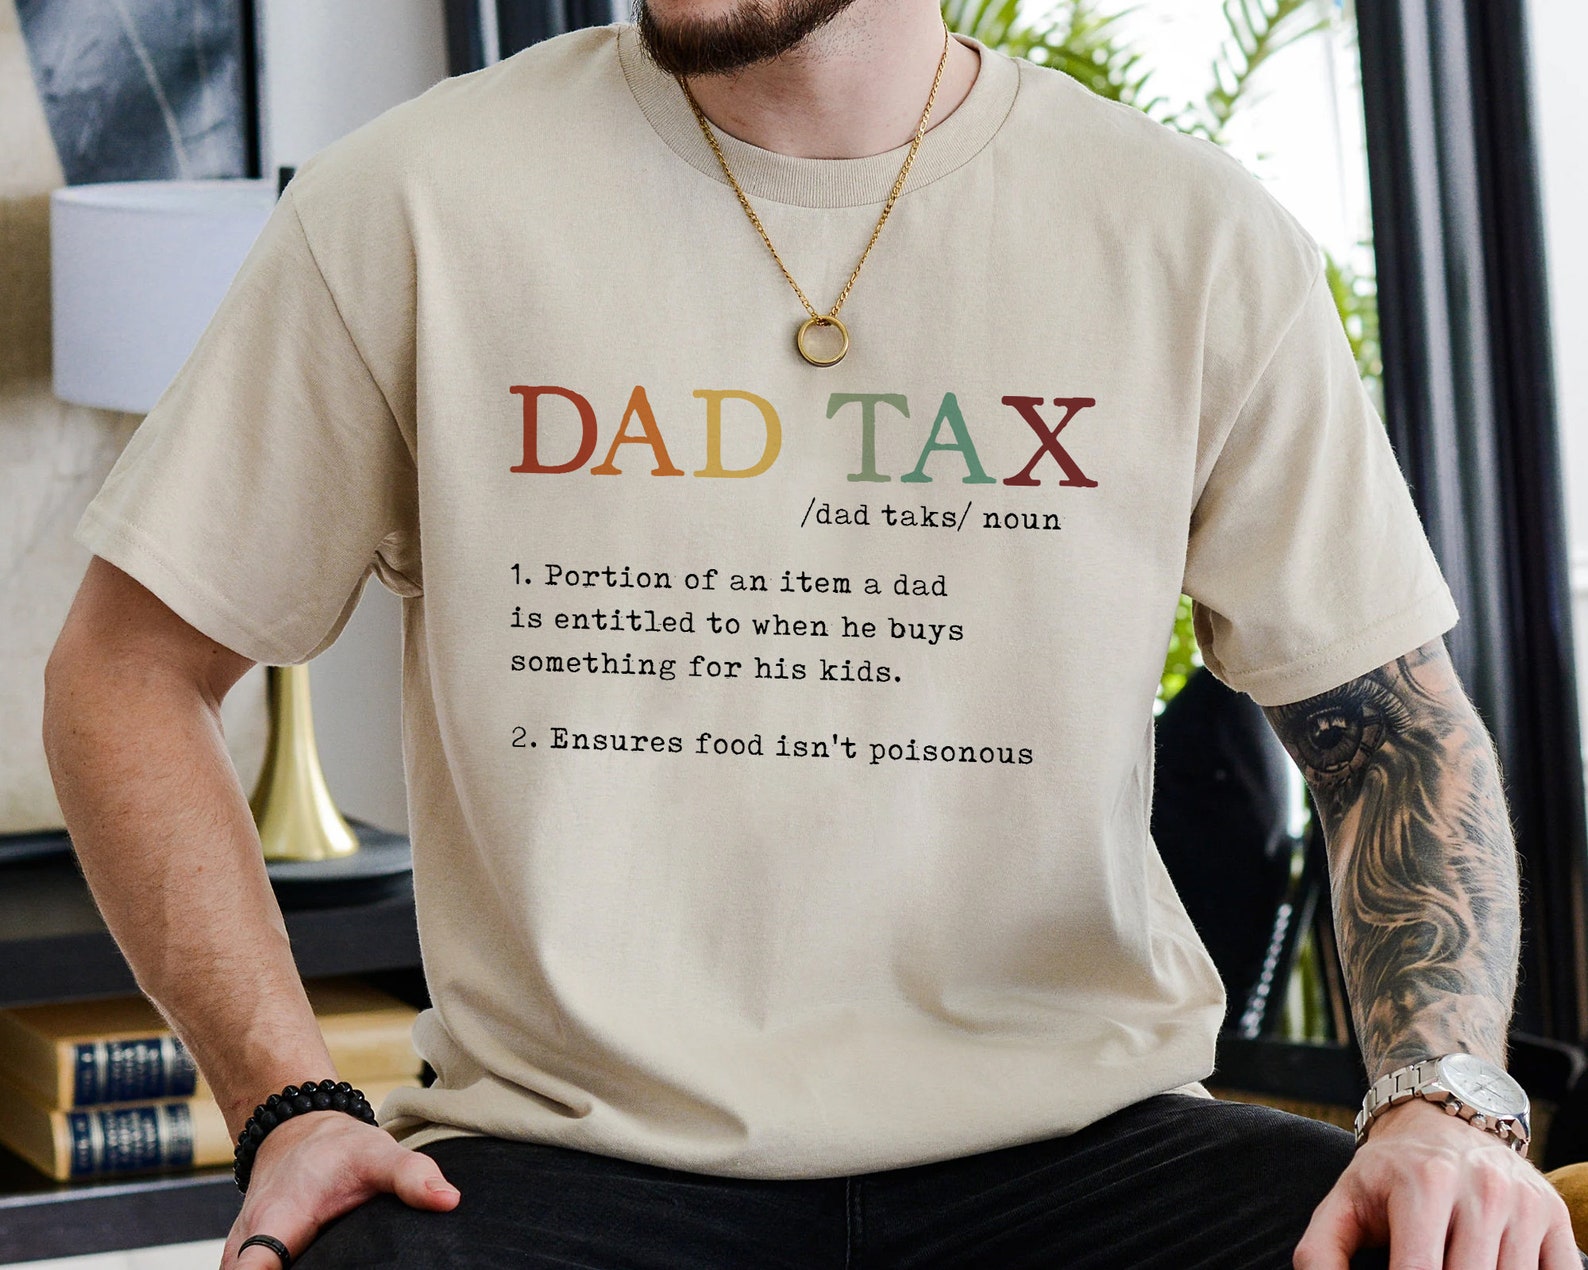 DAD TAX
/dad taks/ noun
1. Portion of an item a dad
is entitled to when he buys
something for his kids.
2. Ensures food isn't poisonous